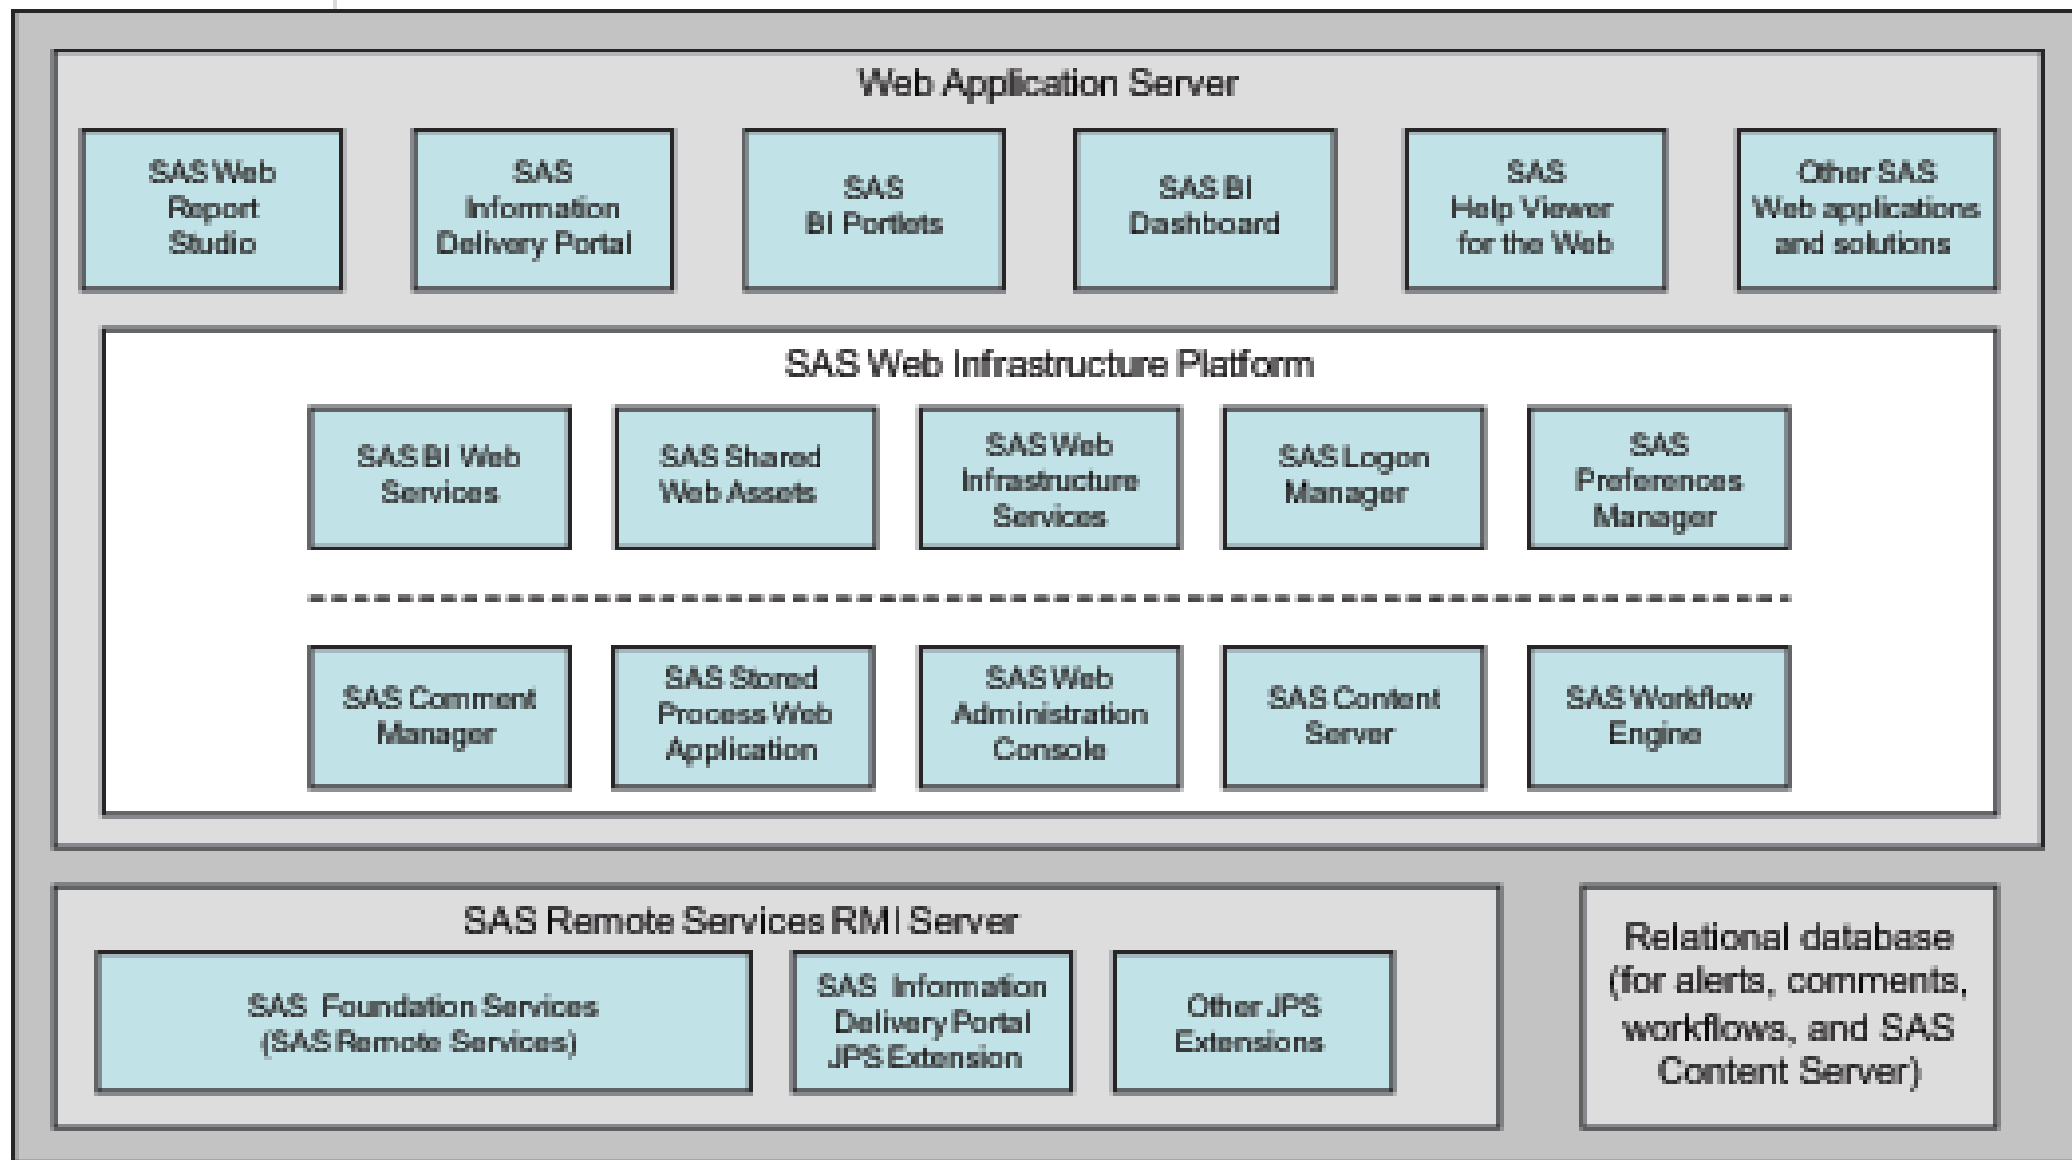 Web Application Server
SAS Web
Report
Studio
SAS
Information
Delivery Portal
SAS
BI Portlets
SAS BI
Dashboard
SAS
Help Viewer
for the Web
Other SAS
Web applications
and solutions
SAS Web Infrastructure Platform
SAS BI Web
Services
SAS Shared
Web Assets
SAS Web
Infrastructure
Services
SAS Logon
Manager
SAS
Preferences
Manager
SAS Comment
Manager
SAS Stored
Process Web
Application
SAS Web
Administration
Console
SAS Content
Server
SAS Workflow
Engine
SAS Remote Services RMI Server
SAS Foundation Services
(SAS Remote Services)
SAS Information
Delivery Portal
JPS Extension
Other JPS
Extensions
Relational database
(for alerts, comments,
workflows, and SAS
Content Server)